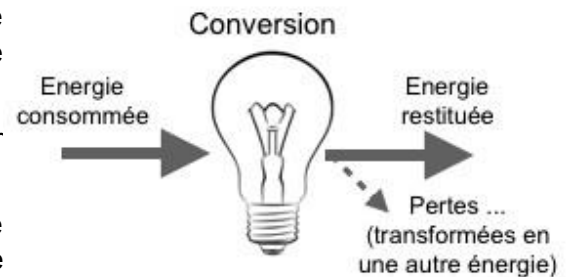 Conversion
Energie
consommée
Energie
restituée
Pertes ...
(transformées en
une autre énergie)